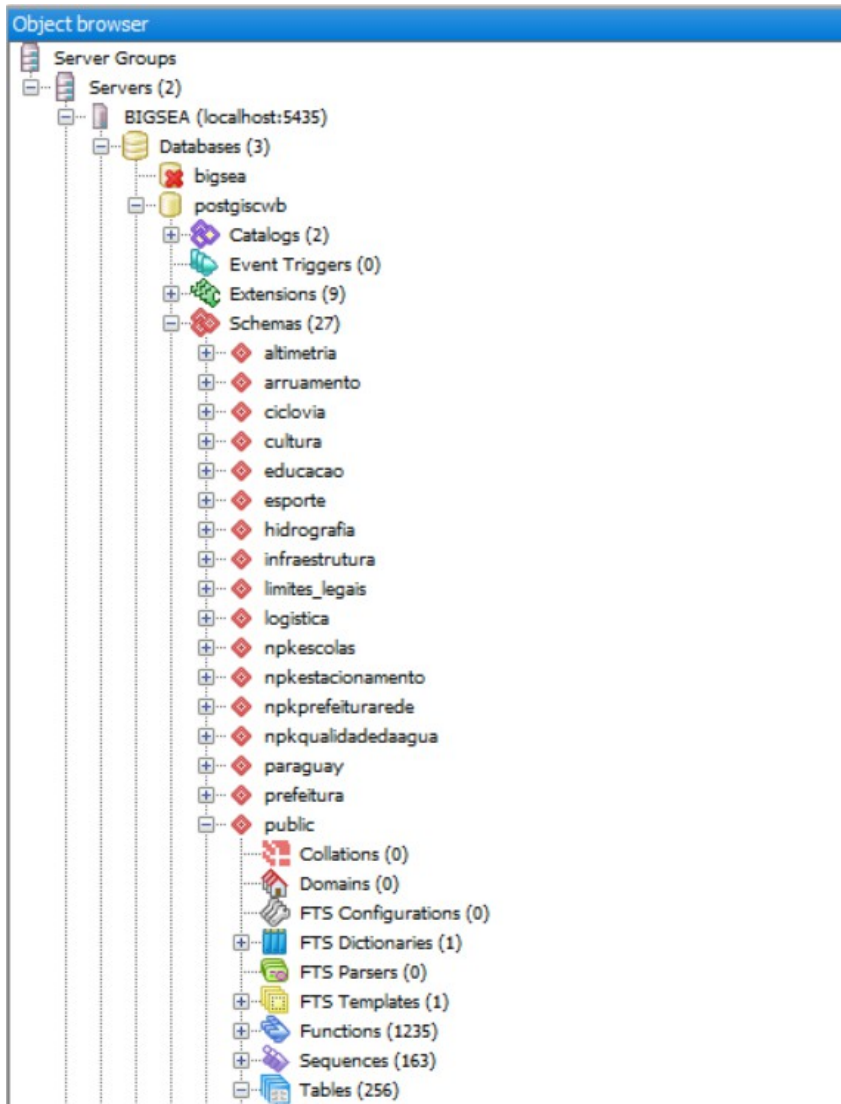 Object browser
Server Groups
Servers (2)
BIGSEA (localhost:5435)
Databases (3)
bigsea
postgiscwb
Catalogs (2)
Event Triggers (0)
Extensions (9)
Schemas (27)
altimetria
arruamento
ciclovia
cultura
educacao
esporte
hidrografia
infraestrutura
limites_legais
logistica
npkescolas
npkestacionamento
npkprefeiturarede
npkqualidadedaagua
paraguay
prefeitura
public
Collations (0)
Domains (0)
FTS Configurations (0)
FTS Dictionaries (1)
FTS Parsers (0)
FTS Templates (1)
Functions (1235)
Sequences (163)
Tables (256)